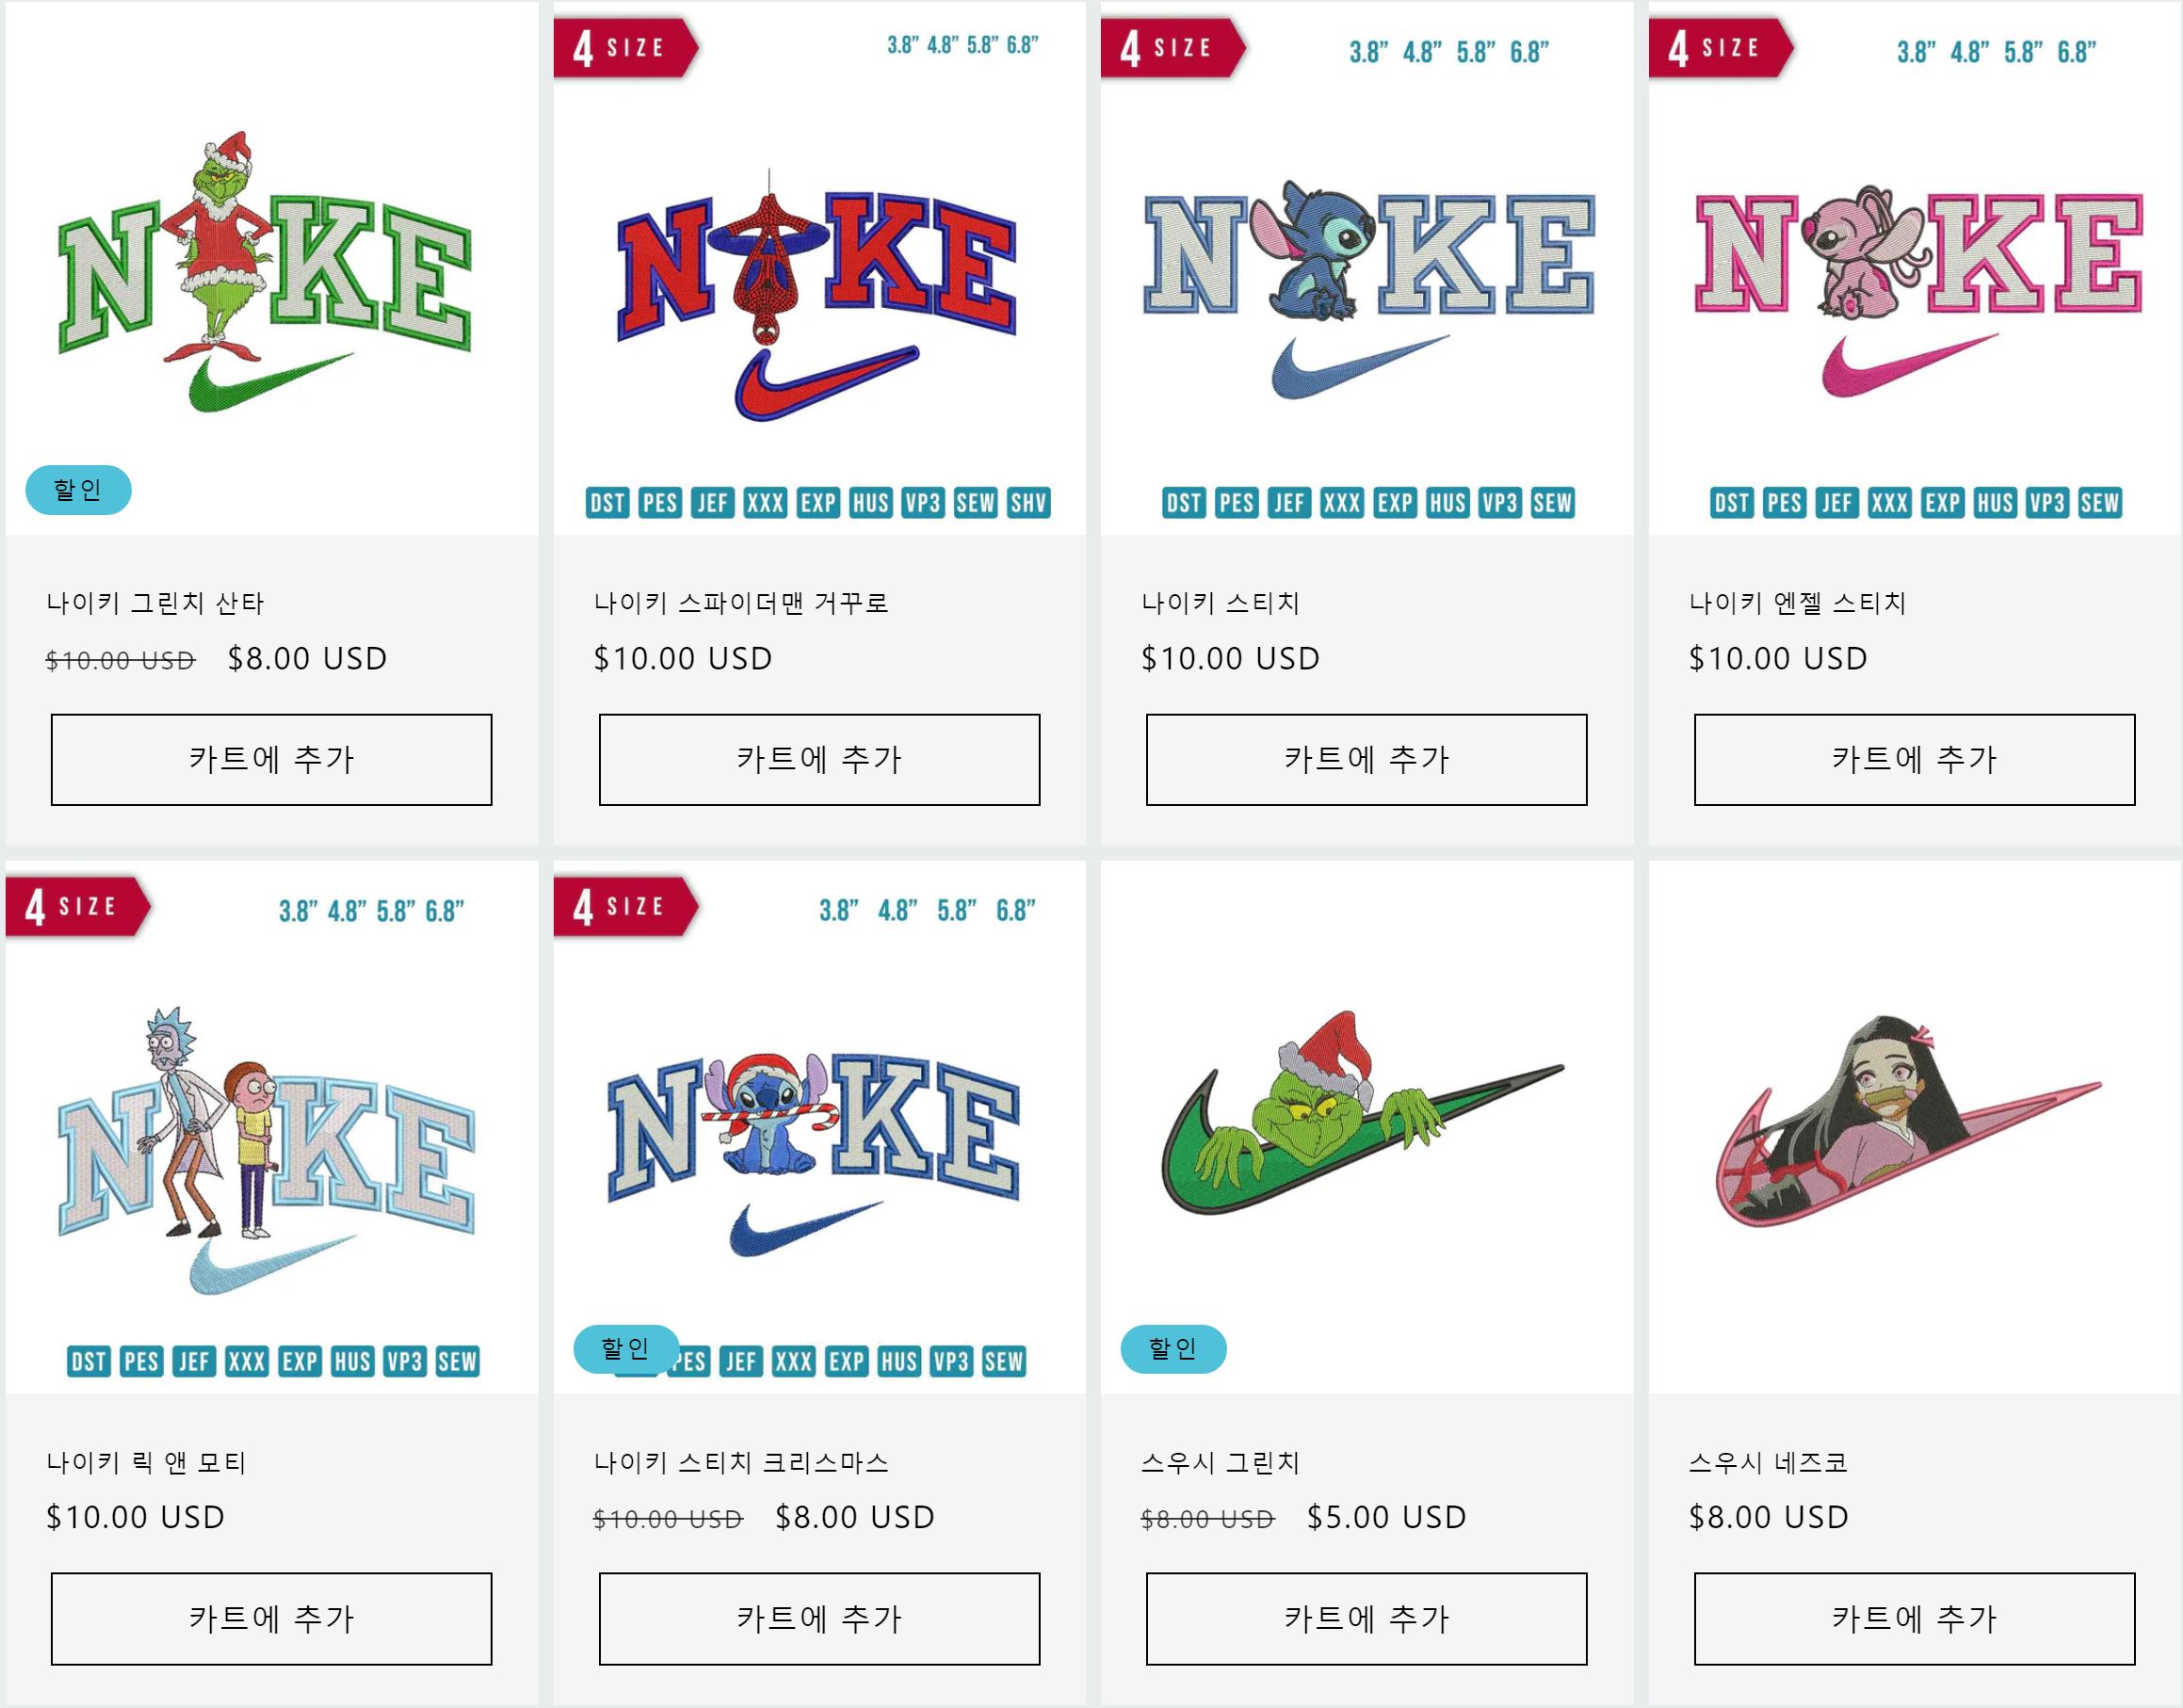 N KE
할인
나이키 그린치 산타
$10.00 USD $8.00 USD
카트에 추가
4 SIZE
3.8” 4.8” 5.8” 6.8”
N KE
DST PES JEF XXX EXP HUS VP3 SEW SHV
나이키 스파이더맨 거꾸로
$10.00 USD
카트에 추가
4 SIZE
3.8” 4.8” 5.8” 6.8”
N KE
DST PES JEF XXX EXP HUS VP3 SEW
나이키 스티치
$10.00 USD
카트에 추가
4 SIZE
3.8” 4.8” 5.8” 6.8”
N KE
DST PES JEF XXX EXP HUS VP3 SEW
나이키 엔젤 스티치
$10.00 USD
카트에 추가
4 SIZE
3.8” 4.8” 5.8” 6.8”
N KE
DST PES JEF XXX EXP HUS VP3 SEW
나이키 릭 앤 모티
$10.00 USD
카트에 추가
4 SIZE
3.8” 4.8” 5.8” 6.8”
N KE
할인
PES JEF XXX EXP HUS VP3 SEW
나이키 스티치 크리스마스
$10.00 USD $8.00 USD
카트에 추가
할인
스우시 그린치
$8.00 USD $5.00 USD
카트에 추가
스우시 네즈코
$8.00 USD
카트에 추가